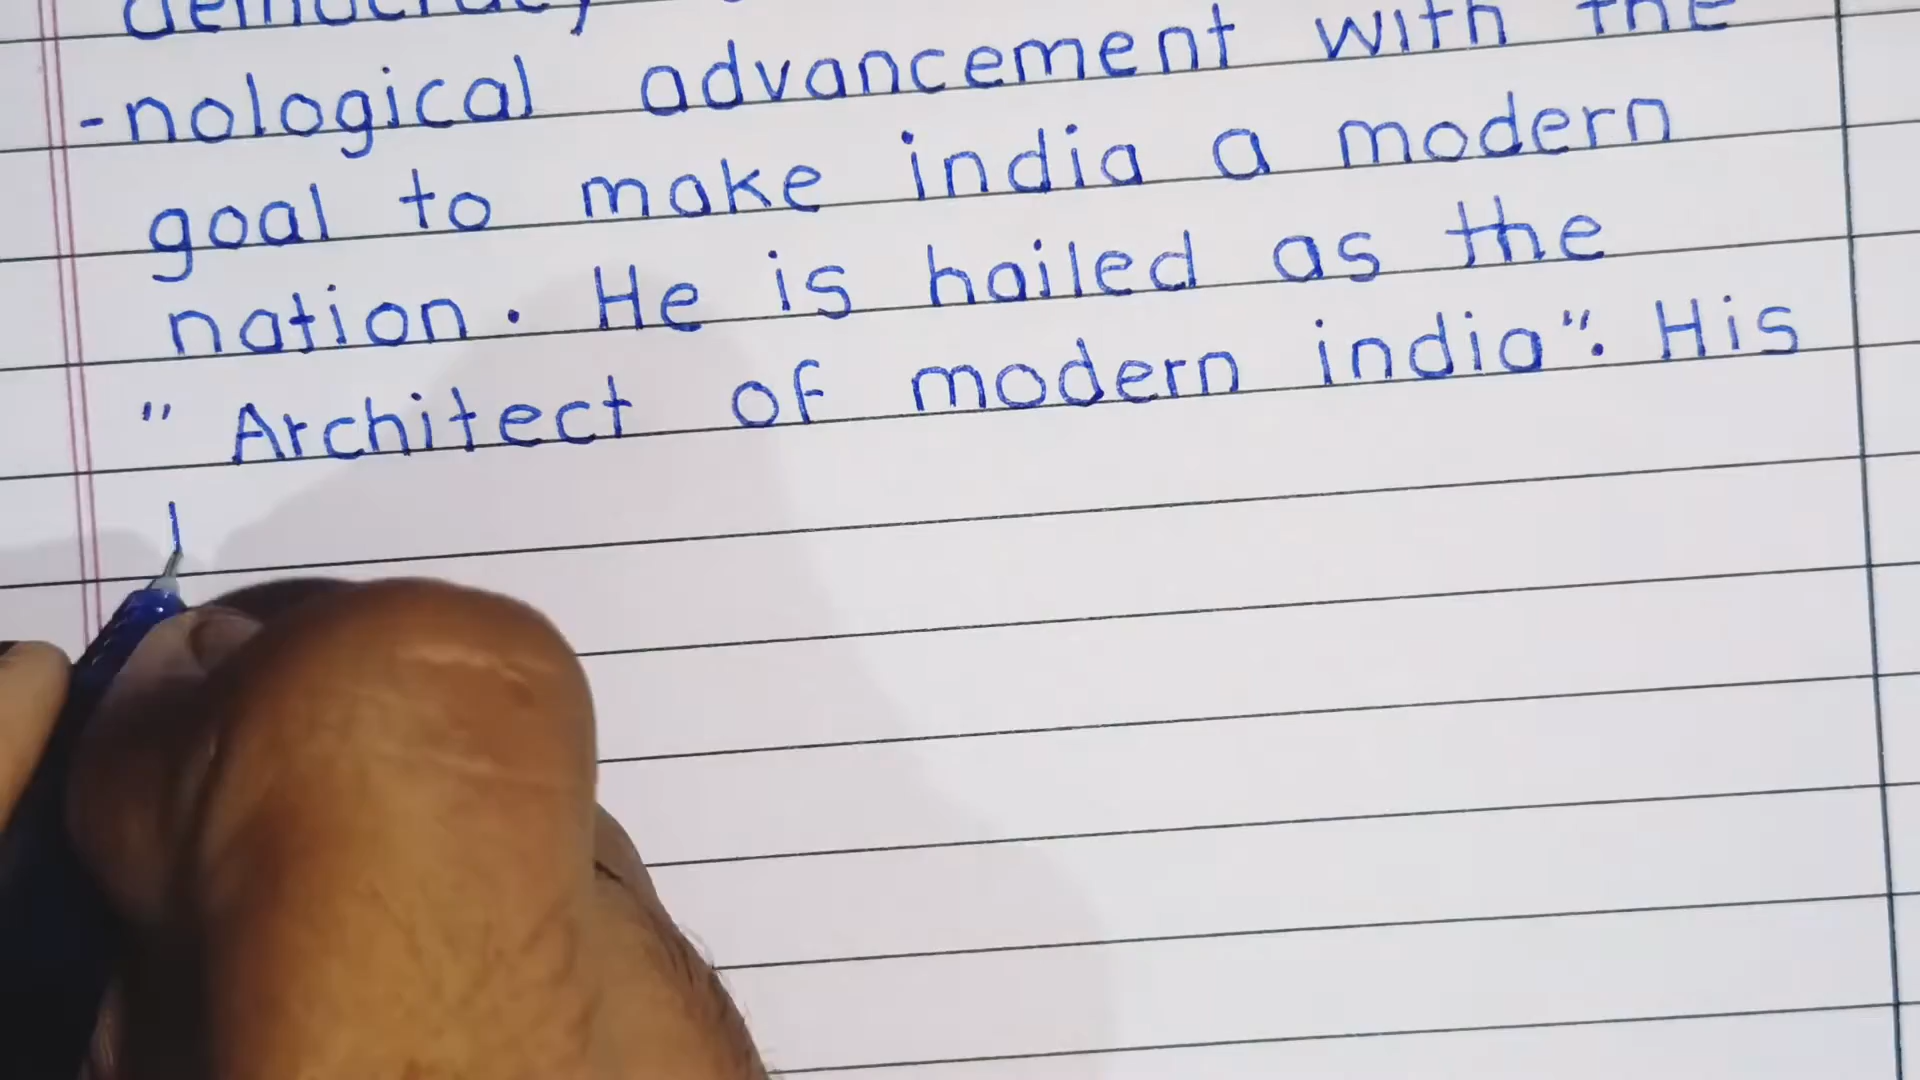 democracy
-nological advancement with the
goal to make india a modern
nation. He is hailed as the
"Architect of modern india". His